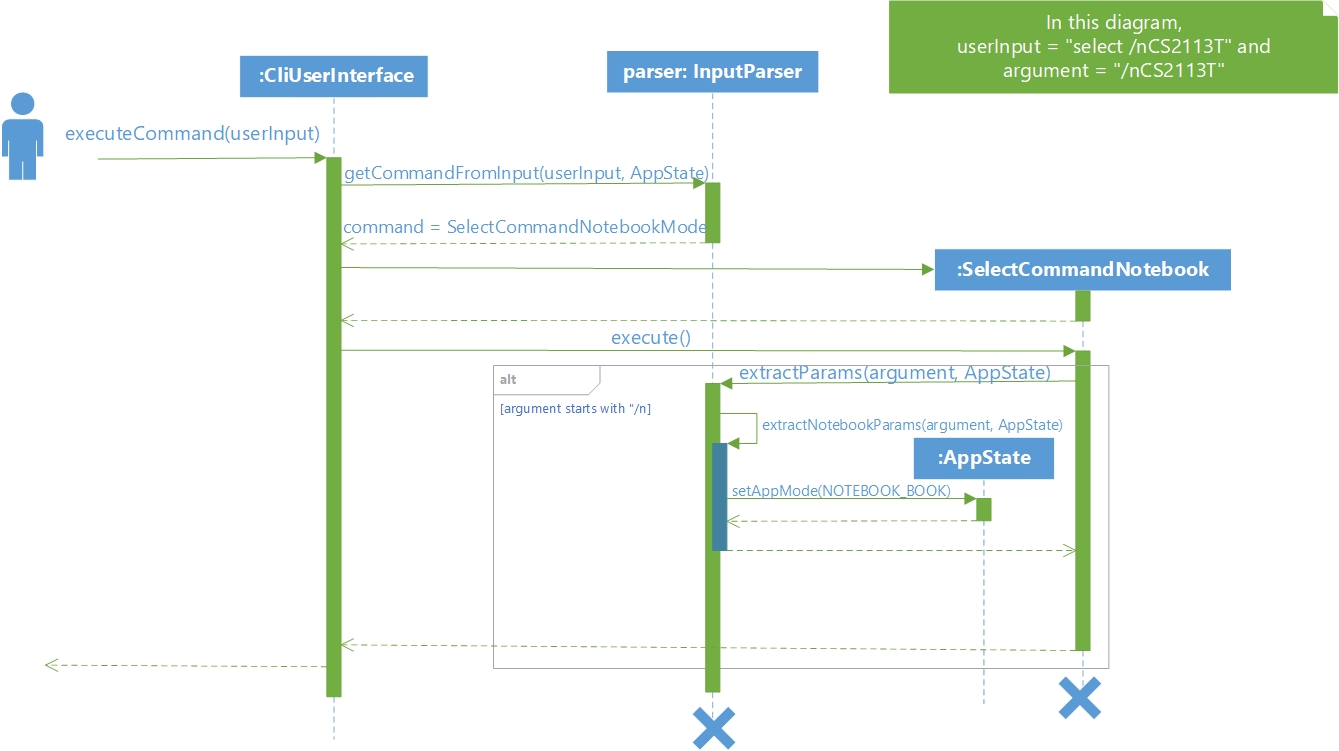 In this diagram,
userInput = "select /nCS2113T" and
argument = "/nCS2113T"
:CliUserInterface
parser: InputParser
executeCommand(userInput)
getCommandFromInput(userInput, AppState)
command = SelectCommandNotebookMode
:SelectCommandNotebook
execute()
alt
extractParams(argument, AppState)
[argument starts with "/n]
extractNotebookParams(argument, AppState)
:AppState
setAppMode(NOTEBOOK_BOOK)